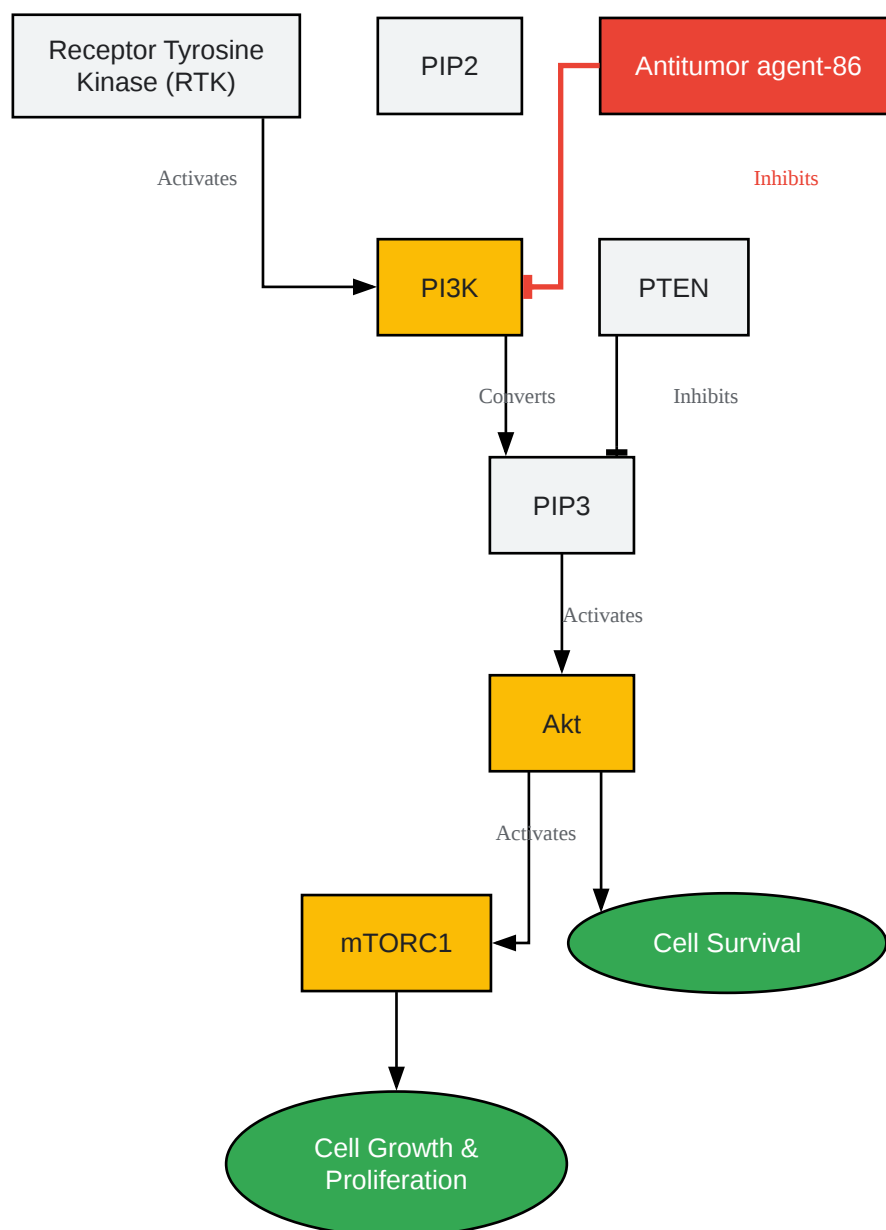 Receptor Tyrosine
Kinase (RTK)
PIP2
Antitumor agent-86
Activates
Inhibits
PI3K
PTEN
Converts
Inhibits
PIP3
Activates
Akt
Activates
mTORC1
Cell Survival
Cell Growth &
Proliferation